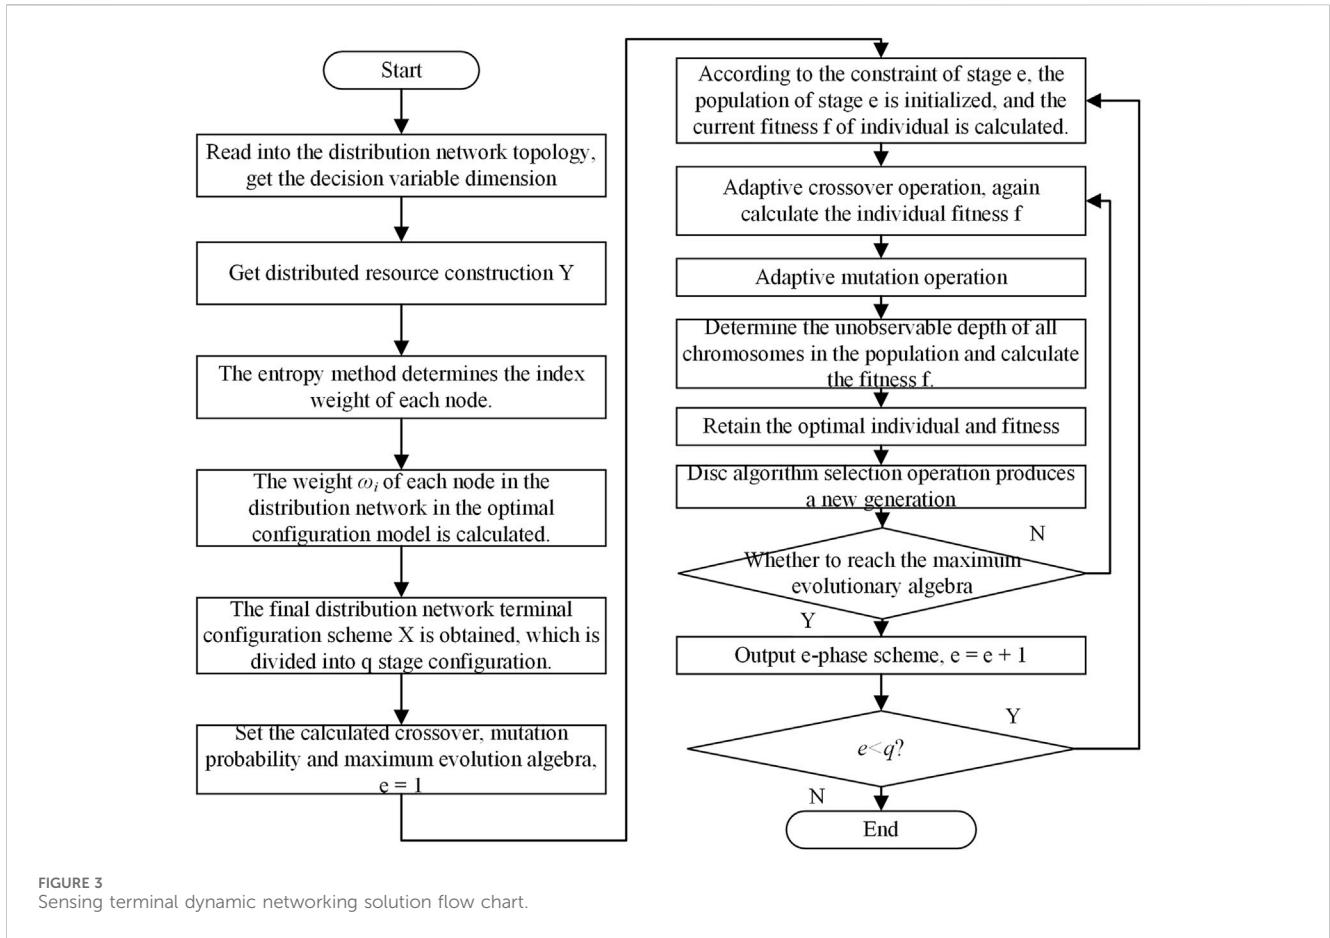 Start
Read into the distribution network topology,
get the decision variable dimension
Get distributed resource construction Y
The entropy method determines the index
weight of each node.
The weight ωi of each node in the
distribution network in the optimal
configuration model is calculated.
The final distribution network terminal
configuration scheme X is obtained, which is
divided into q stage configuration.
Set the calculated crossover, mutation
probability and maximum evolution algebra,
e = 1
According to the constraint of stage e, the
population of stage e is initialized, and the
current fitness f of individual is calculated.
Adaptive crossover operation, again
calculate the individual fitness f
Adaptive mutation operation
Determine the unobservable depth of all
chromosomes in the population and calculate
the fitness f.
Retain the optimal individual and fitness
Disc algorithm selection operation produces
a new generation
N
Whether to reach the maximum
evolutionary algebra
Y
Output e-phase scheme, e = e + 1
Y
e<q?
N
End
FIGURE 3
Sensing terminal dynamic networking solution flow chart.